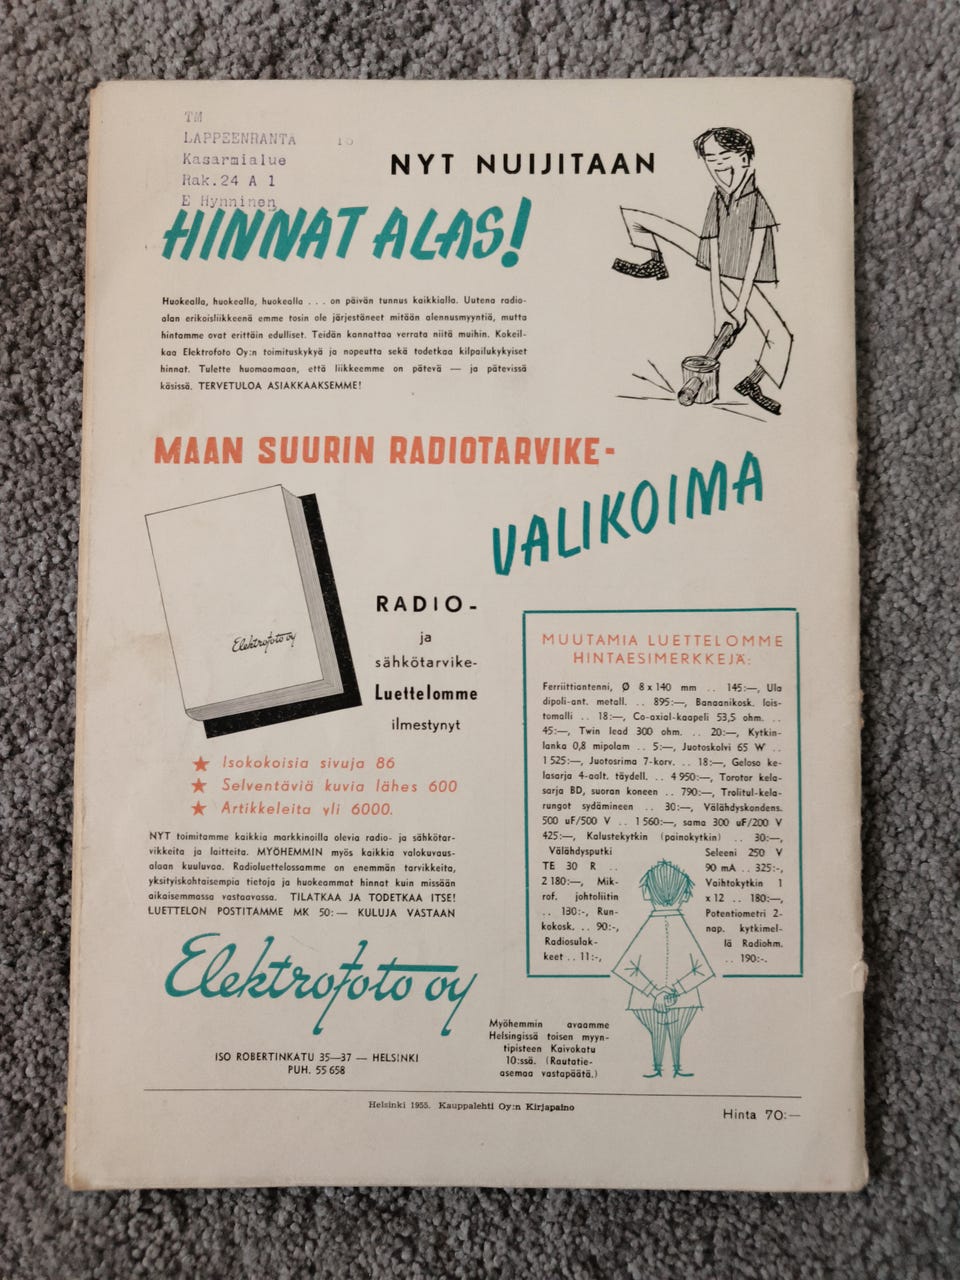 TM
LAPPEENRANTA 15
Kasarmialue
Rak.24 A 1
E Hynninen
NYT NUIJITAAN
HINNAT ALAS!
Huokealla, huokealla, huokealla . . . on päivän tunnus kaikkialla. Uutena radio-
alan erikoisliikkeenä emme tosin ole järjestäneet mitään alennusmyyntiä, mutta
hintamme ovat erittäin edulliset. Teidän kannattaa verrata niitä muihin. Kokeil-
kaa Elektrofoto Oy:n toimituskykyä ja nopeutta sekä todetkaa kilpailukykyiset
hinnat. Tulette huomaamaan, että liikkeemme on pätevä — ja pätevissä
käsissä. TERVETULOA ASIAKKAAKSEMME!
MAAN SUURIN RADIOTARVIKE-
VALIKOIMA
Elektrofoto oy
RADIO-
ja
sähkötarvike-
Luettelomme
ilmestynyt
★ Isokokoisia sivuja 86
★ Selventäviä kuvia lähes 600
★ Artikkeleita yli 6000.
NYT toimitamme kaikkia markkinoilla olevia radio- ja sähkötar-
vikkeita ja laitteita. MYÖHEMMIN myös kaikkia valokuvaus-
alaan kuuluvaa. Radioluettelossamme on enemmän tarvikkeita,
yksityiskohtaisempia tietoja ja huokeammat hinnat kuin missään
aikaisemmassa vastaavassa. TILATKAA JA TODETKAA ITSE!
LUETTELON POSTITAMME MK 50:— KULUJA VASTAAN
Elektrofoto oy
ISO ROBERTINKATU 35—37 — HELSINKI
PUH. 55 658
MUUTAMIA LUETTELOMME
HINTAESIMERKKEJÄ:
Ferriittiantenni, Ø 8 x 140 mm .. 145:—, Ula
dipoli-ant. metall. .. 895:—, Banaanikosk. lois-
tomalli .. 18:—, Co-axial-kaapeli 53,5 ohm. ..
45:—, Twin lead 300 ohm. .. 20:—, Kytkin-
lanka 0,8 mipolam .. 5:—, Juotoskolvi 65 W ..
1 525:—, Juotosrima 7-korv. .. 18:—, Geloso ke-
lasarja 4-aalt. täydell. .. 4 950:—, Torotor kela-
sarja BD, suoran koneen .. 790:—, Trolitul-kela-
rungot sydämineen .. 30:—, Välähdyskondens.
500 uF/500 V .. 1 560:—, sama 300 uF/200 V
425:—, Kalustekytkin (painokytkin) .. 30:—,
Välähdysputki
TE 30 R ..
2 180:—, Mik-
rof. johtoliitin
.. 130:-, Run-
kokosk. .. 90:-,
Radiosulak-
keet .. 11:-,
Seleeni 250 V
90 mA .. 325:-,
Vaihtokytkin 1
x 12 .. 180:—,
Potentiometri 2-
nap. kytkimel-
lä Radiohm.
.. 190:-.
Myöhemmin avaamme
Helsingissä toisen myyn-
tipisteen Kaivokatu
10:ssä. (Rautatie-
asemaa vastapäätä.)
Helsinki 1955. Kauppalehti Oy:n Kirjapaino
Hinta 70:—